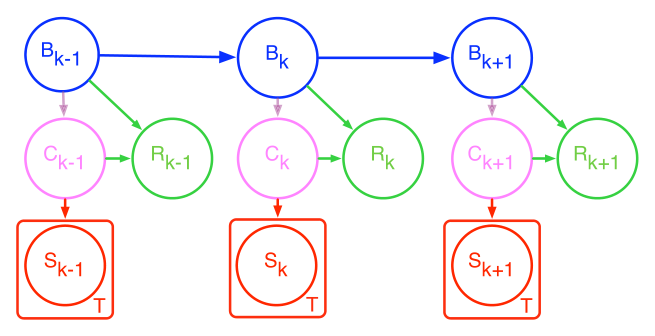 B_{k-1} B_k B_{k+1}
C_{k-1} R_{k-1} C_k R_k C_{k+1} R_{k+1}
S_{k-1} S_k S_{k+1}
T T T